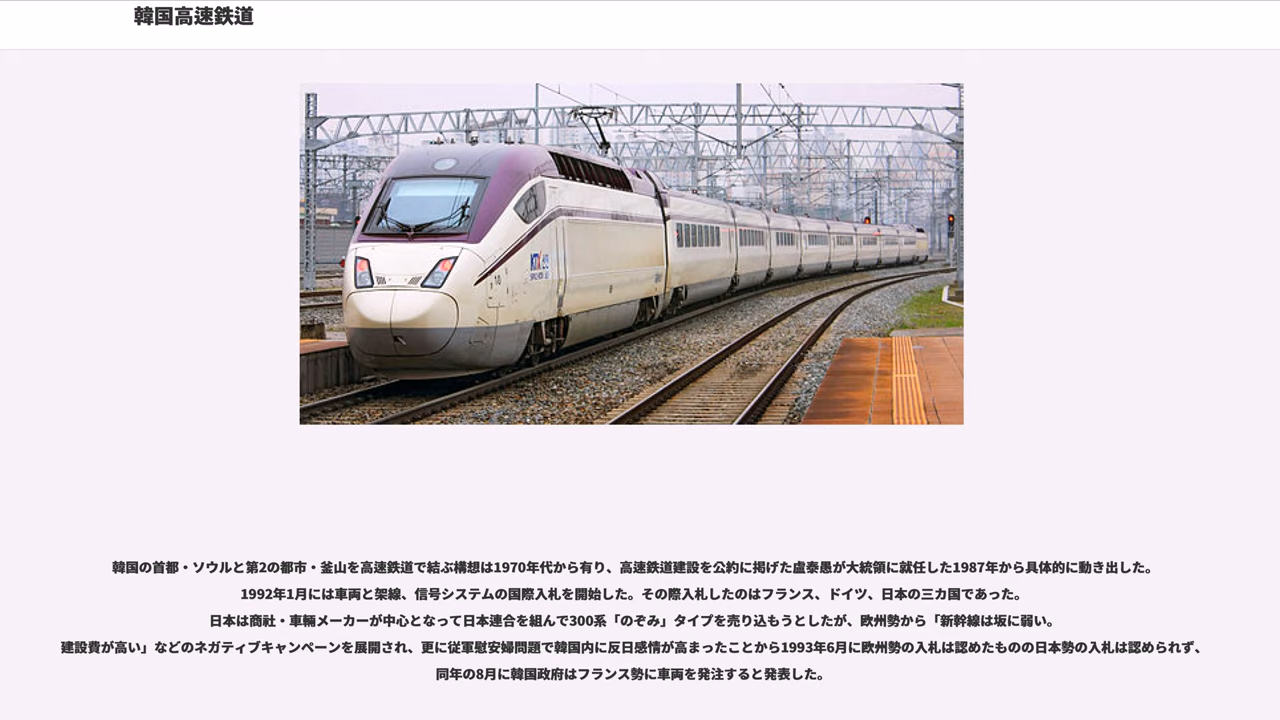 韓国高速鉄道
KTX 산천
韓国の首都・ソウルと第2の都市・釜山を高速鉄道で結ぶ構想は1970年代から有り、高速鉄道建設を公約に掲げた盧泰愚が大統領に就任した1987年から具体的に動き出した。
1992年1月には車両と架線、信号システムの国際入札を開始した。その際入札したのはフランス、ドイツ、日本の三カ国であった。
日本は商社・車輛メーカーが中心となって日本連合を組んで300系「のぞみ」タイプを売り込もうとしたが、欧州勢から「新幹線は坂に弱い。
建設費が高い」などのネガティブキャンペーンを展開され、更に従軍慰安婦問題で韓国内に反日感情が高まったことから1993年6月に欧州勢の入札は認めたものの日本勢の入札は認められず、
同年の8月に韓国政府はフランス勢に車両を発注すると発表した。